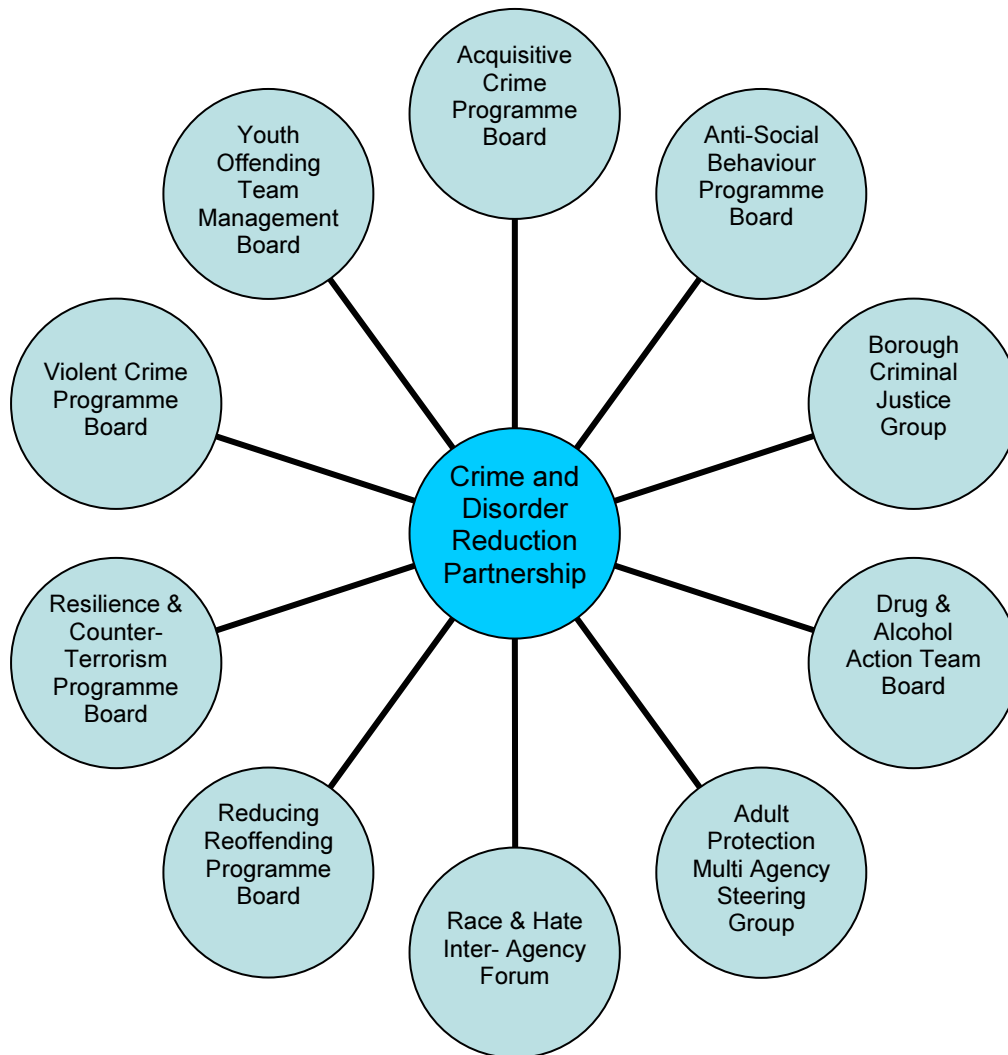 Acquisitive
Crime
Programme
Board
Anti-Social
Behaviour
Programme
Board
Borough
Criminal
Justice
Group
Drug &
Alcohol
Action Team
Board
Adult
Protection
Multi Agency
Steering
Group
Race & Hate
Inter- Agency
Forum
Reducing
Reoffending
Programme
Board
Resilience &
Counter-
Terrorism
Programme
Board
Violent Crime
Programme
Board
Youth
Offending
Team
Management
Board
Crime and
Disorder
Reduction
Partnership